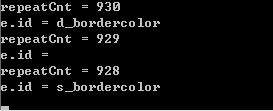 repeatCnt = 930
e.id = d_bordercolor
repeatCnt = 929
e.id =
repeatCnt = 928
e.id = s_bordercolor